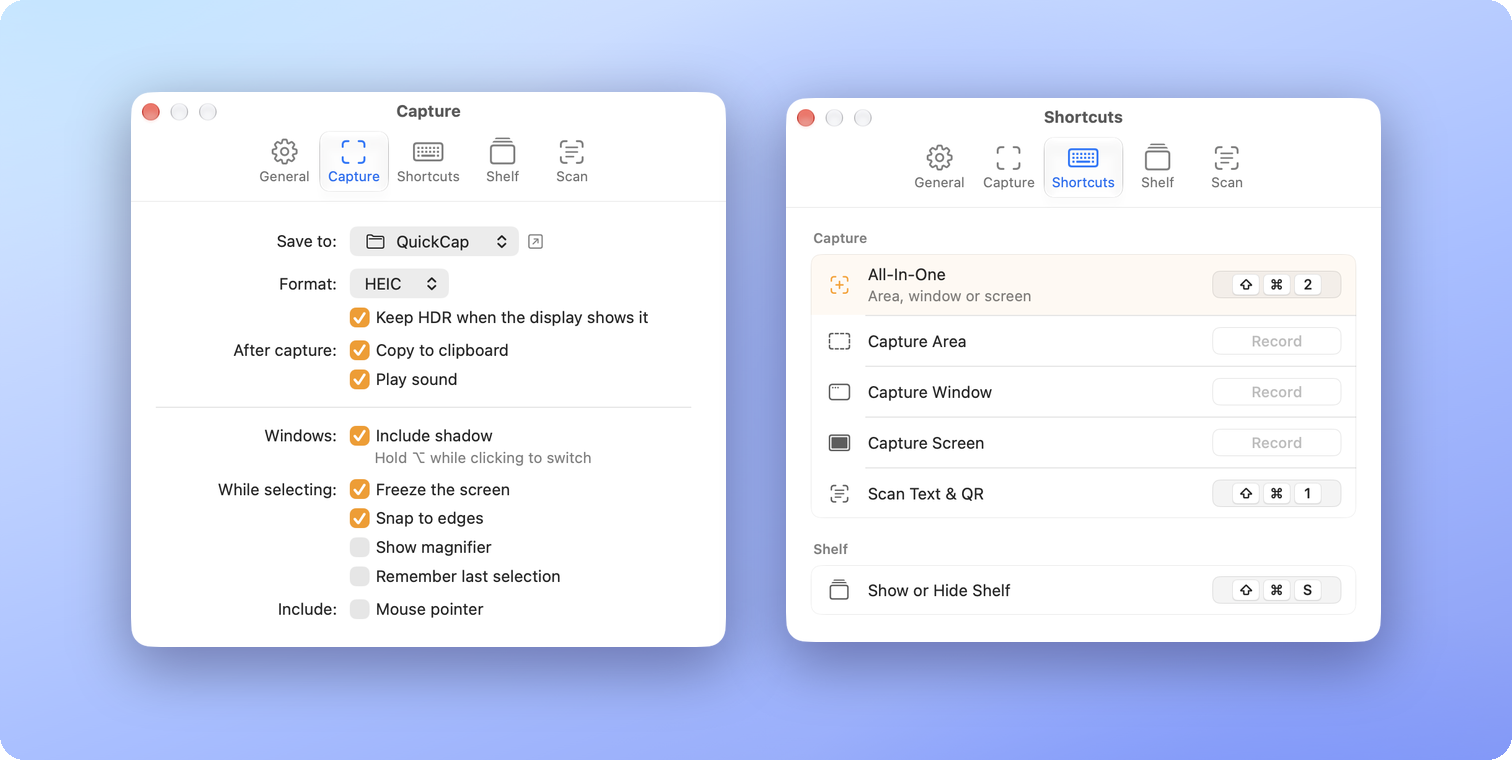 Capture
General
Capture
Shortcuts
Shelf
Scan
Save to: QuickCap
Format: HEIC
Keep HDR when the display shows it
After capture: Copy to clipboard
Play sound
Windows: Include shadow
Hold ⌥ while clicking to switch
While selecting: Freeze the screen
Snap to edges
Show magnifier
Remember last selection
Include: Mouse pointer
Shortcuts
General
Capture
Shortcuts
Shelf
Scan
Capture
All-In-One
Area, window or screen
⇧ ⌘ 2
Capture Area
Record
Capture Window
Record
Capture Screen
Record
Scan Text & QR
⇧ ⌘ 1
Shelf
Show or Hide Shelf
⇧ ⌘ S